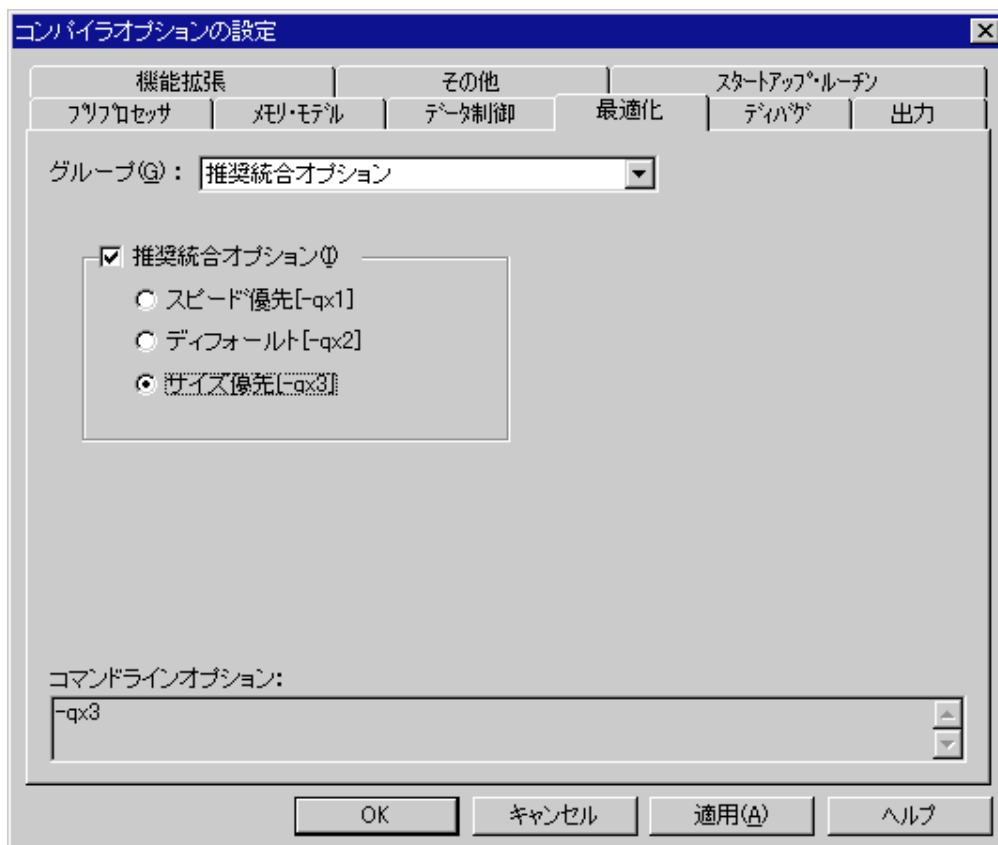 コンパイラオプションの設定
機能拡張 その他 ｽﾀｰﾄｱｯﾌﾟ･ﾙｰﾁﾝ
ﾌﾟﾘﾌﾟﾛｾｯｻ ﾒﾓﾘ･ﾓﾃﾞﾙ ﾃﾞｰﾀ制御 最適化 ﾃﾞｨﾊﾞｸﾞ 出力
グループ(G)： 推奨統合オプション
推奨統合オプション(I)
スピード優先[-qx1]
ディフォールト[-qx2]
サイズ優先[-qx3]
コマンドラインオプション:
-qx3
OK キャンセル 適用(A) ヘルプ